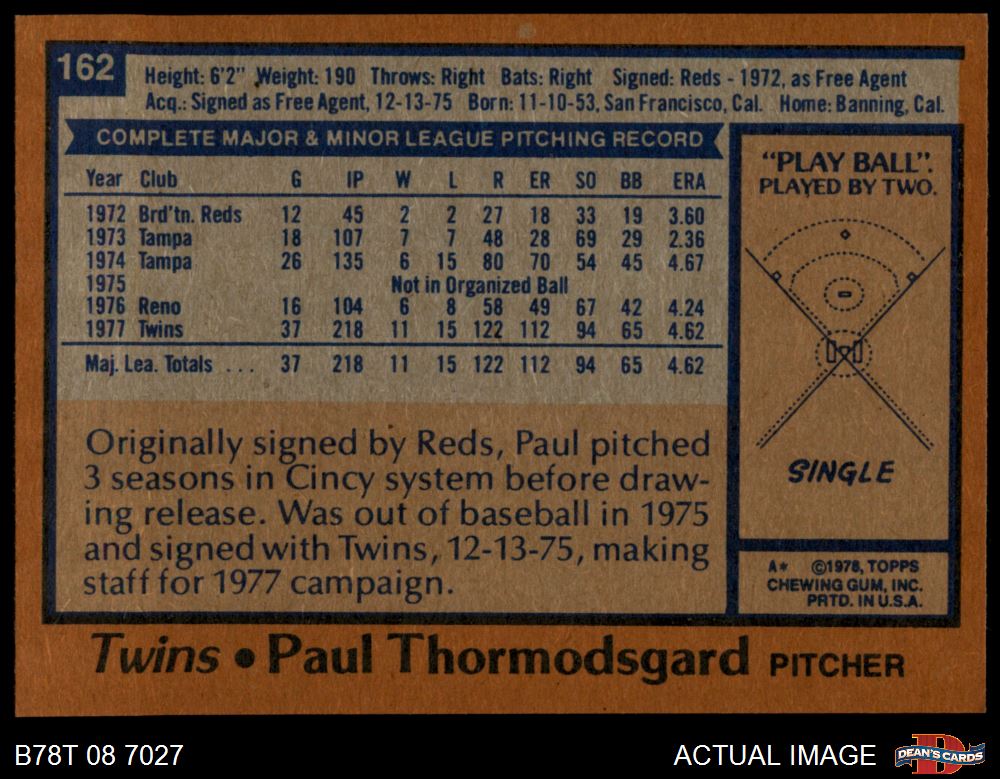 162
Height: 6'2" Weight: 190 Throws: Right Bats: Right Signed: Reds - 1972, as Free Agent
Acq.: Signed as Free Agent, 12-13-75 Born: 11-10-53, San Francisco, Cal. Home: Banning, Cal.
COMPLETE MAJOR & MINOR LEAGUE PITCHING RECORD
Year Club G IP W L R ER SO BB ERA
1972 Brd'tn. Reds 12 45 2 2 27 18 33 19 3.60
1973 Tampa 18 107 7 7 48 28 69 29 2.36
1974 Tampa 26 135 6 15 80 70 54 45 4.67
1975 Not in Organized Ball
1976 Reno 16 104 6 8 58 49 67 42 4.24
1977 Twins 37 218 11 15 122 112 94 65 4.62
Maj. Lea. Totals ... 37 218 11 15 122 112 94 65 4.62
Originally signed by Reds, Paul pitched
3 seasons in Cincy system before draw-
ing release. Was out of baseball in 1975
and signed with Twins, 12-13-75, making
staff for 1977 campaign.
"PLAY BALL".
PLAYED BY TWO.
SINGLE
A* ©1978, TOPPS
CHEWING GUM, INC.
PRTD. IN U.S.A.
Twins • Paul Thormodsgard PITCHER
B78T 08 7027
ACTUAL IMAGE
D
DEAN'S CARDS